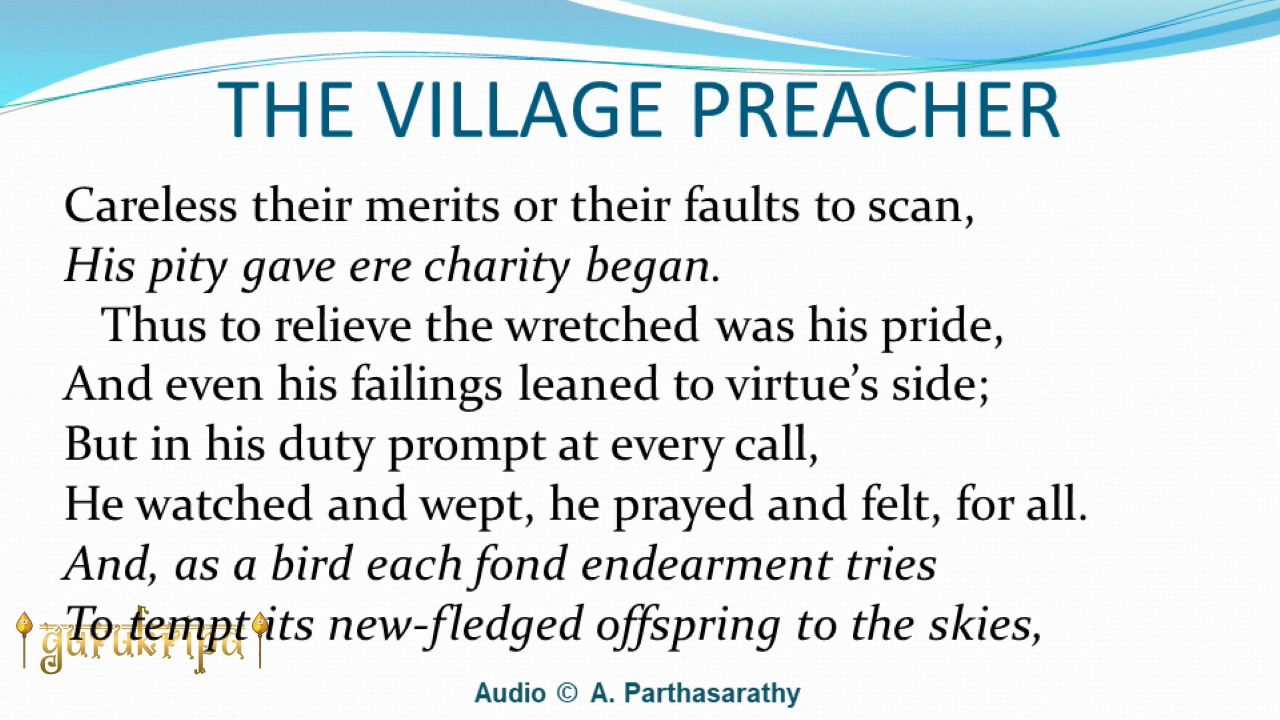 THE VILLAGE PREACHER
Careless their merits or their faults to scan,
His pity gave ere charity began.
Thus to relieve the wretched was his pride,
And even his failings leaned to virtue’s side;
But in his duty prompt at every call,
He watched and wept, he prayed and felt, for all.
And, as a bird each fond endearment tries
To tempt its new-fledged offspring to the skies,
gurukripa
Audio © A. Parthasarathy